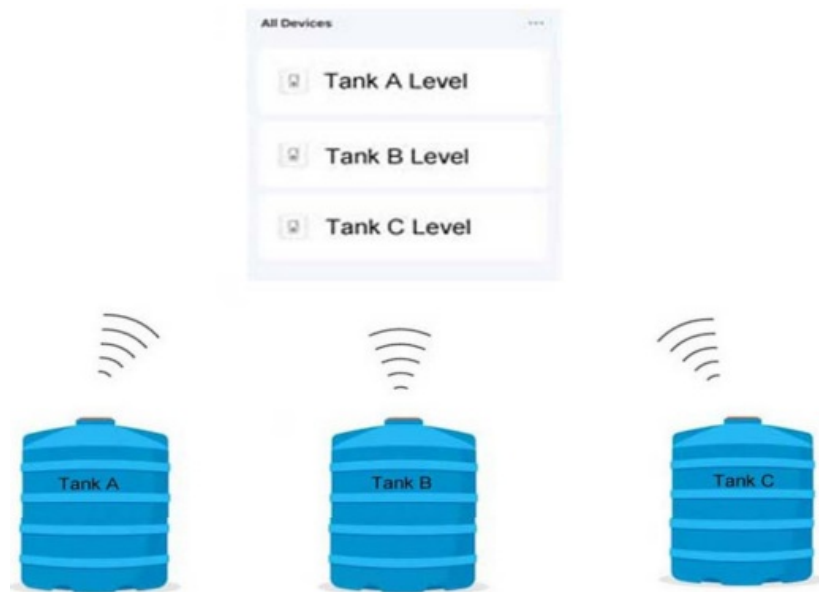 All Devices
Tank A Level
Tank B Level
Tank C Level
Tank A
Tank B
Tank C